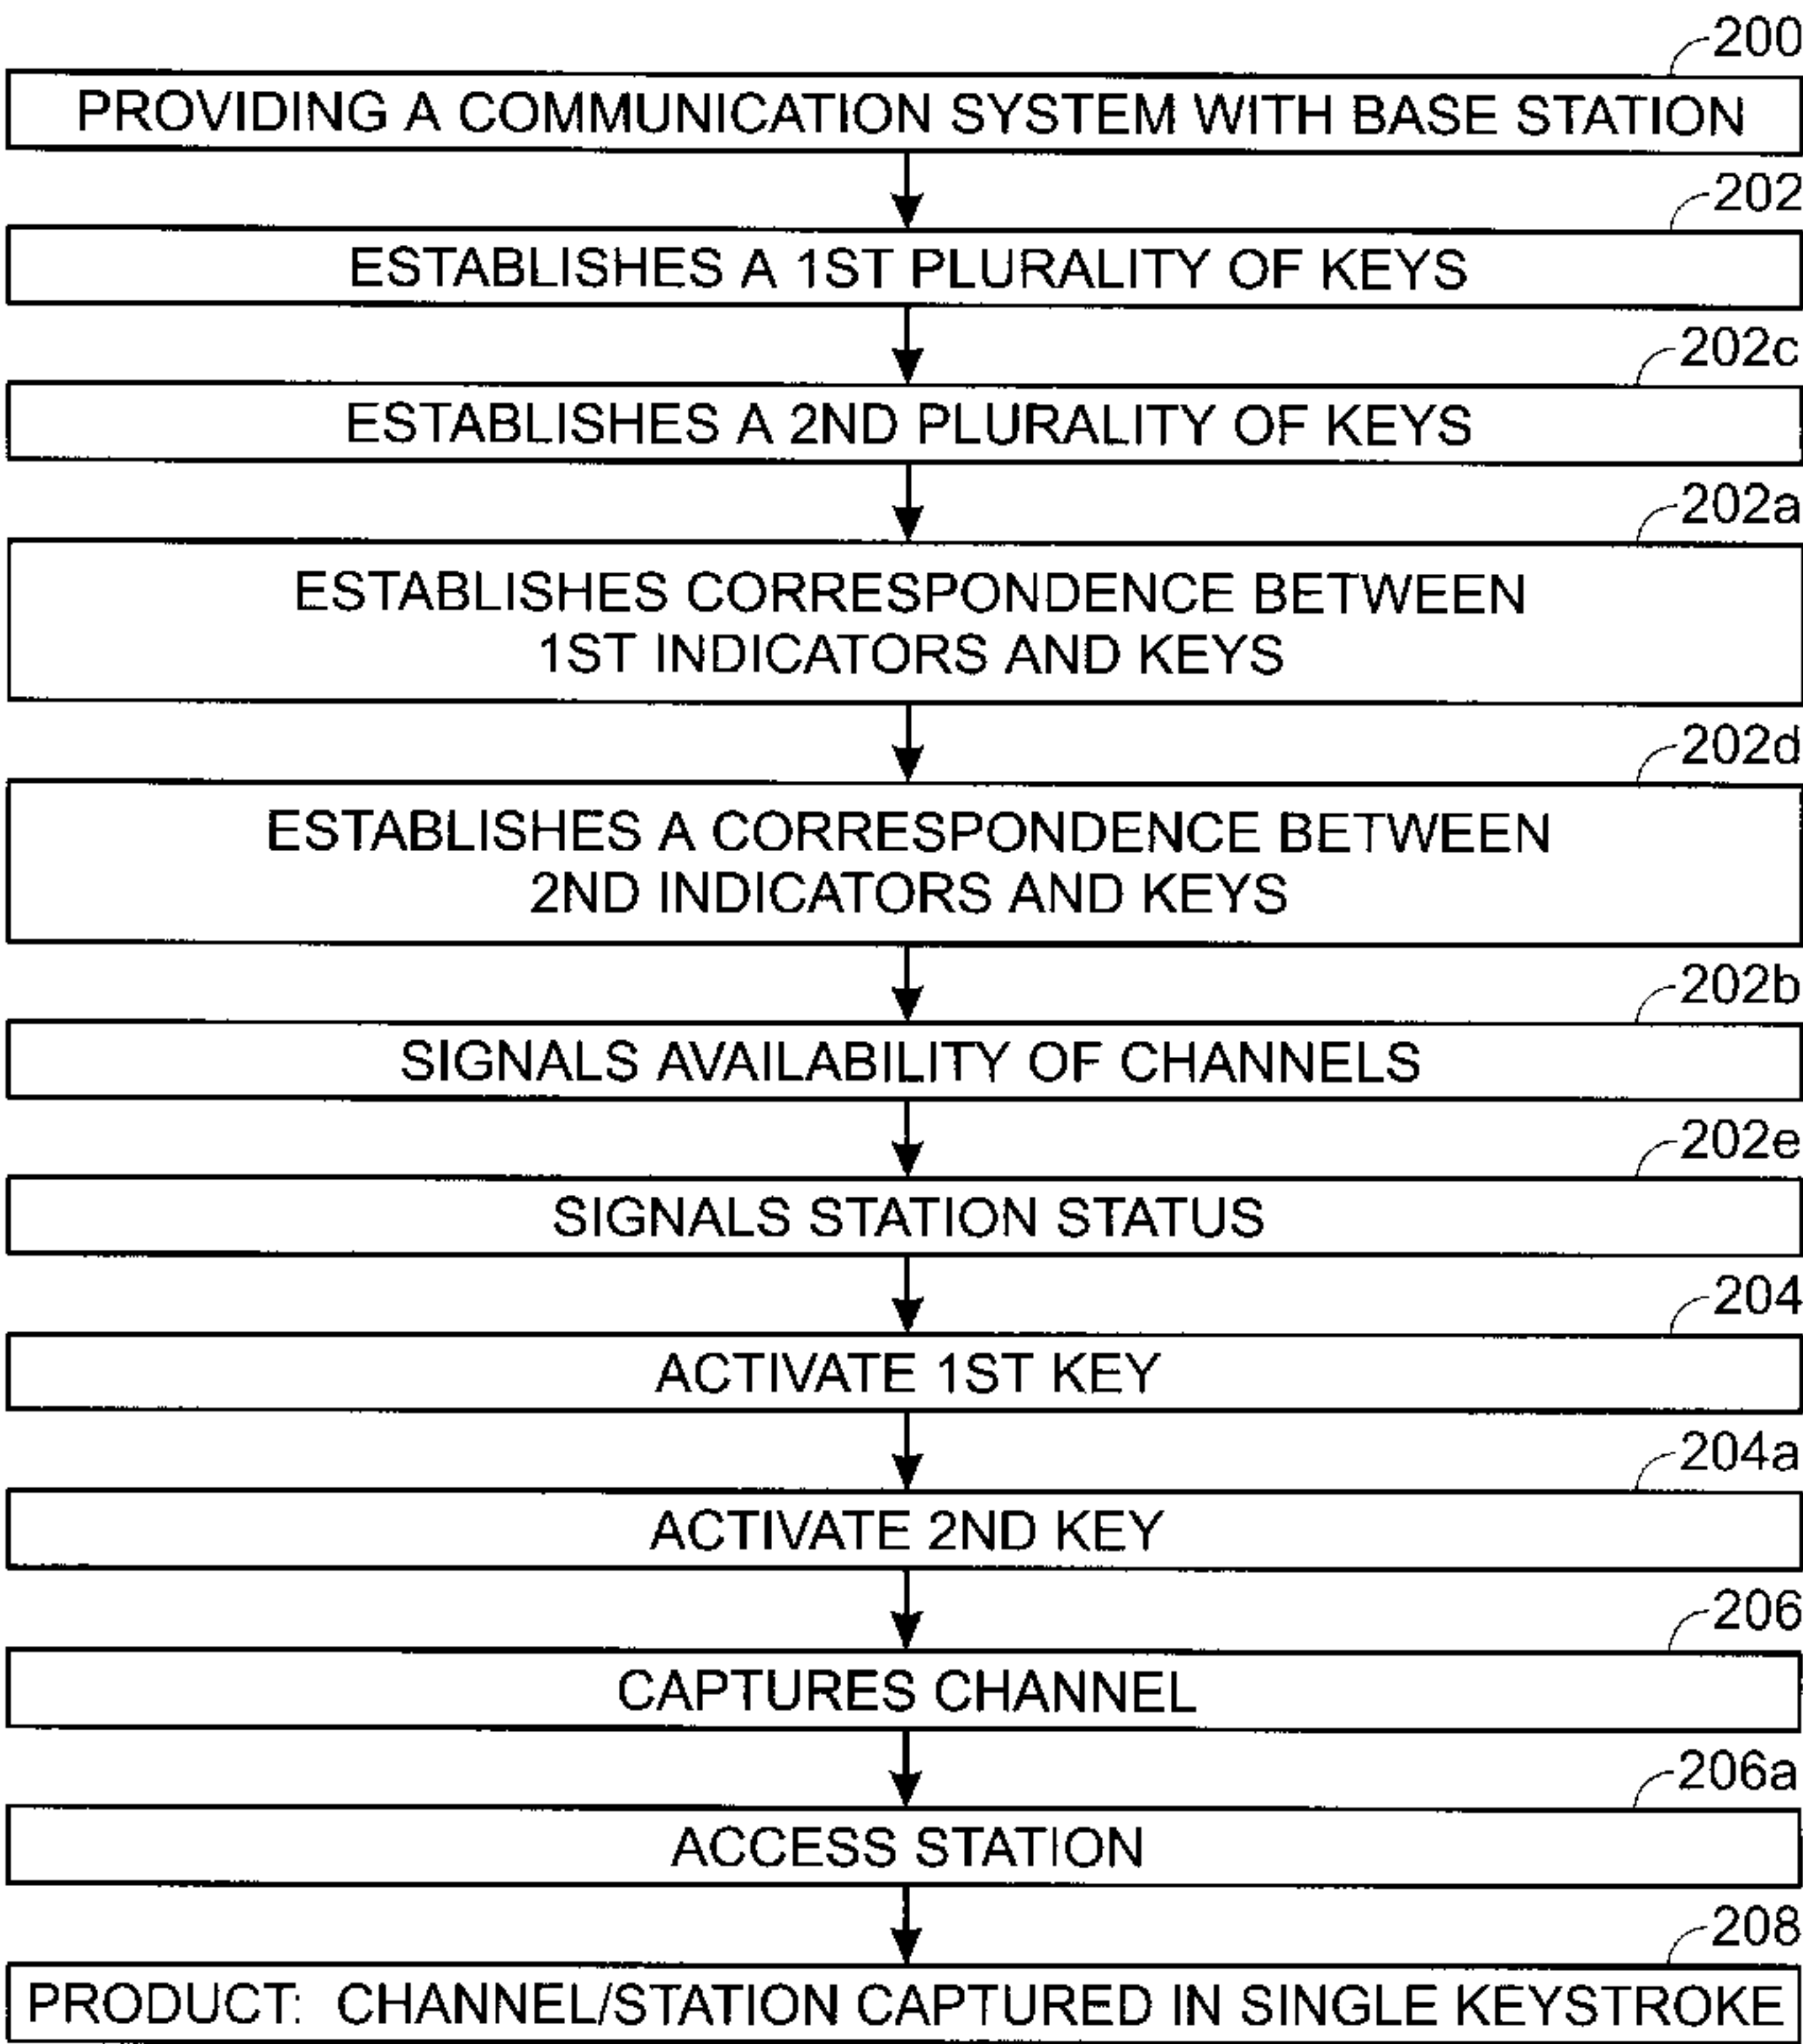 200
PROVIDING A COMMUNICATION SYSTEM WITH BASE STATION
202
ESTABLISHES A 1ST PLURALITY OF KEYS
202c
ESTABLISHES A 2ND PLURALITY OF KEYS
202a
ESTABLISHES CORRESPONDENCE BETWEEN
1ST INDICATORS AND KEYS
202d
ESTABLISHES A CORRESPONDENCE BETWEEN
2ND INDICATORS AND KEYS
202b
SIGNALS AVAILABILITY OF CHANNELS
202e
SIGNALS STATION STATUS
204
ACTIVATE 1ST KEY
204a
ACTIVATE 2ND KEY
206
CAPTURES CHANNEL
206a
ACCESS STATION
208
PRODUCT: CHANNEL/STATION CAPTURED IN SINGLE KEYSTROKE